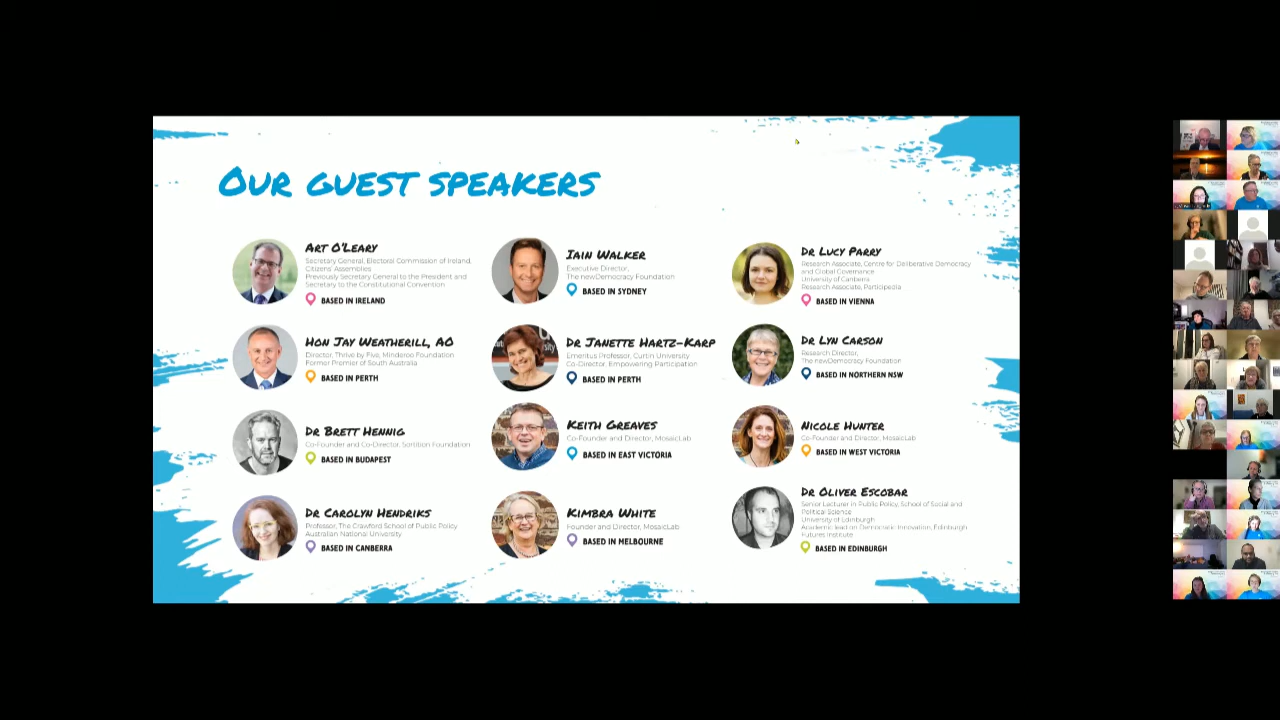 OUR GUEST SPEAKERS
ART O'LEARY
Secretary General, Electoral Commission of Ireland,
Citizens' Assemblies
Previously Secretary General to the President and
Secretary to the Constitutional Convention
BASED IN IRELAND
IAIN WALKER
Executive Director,
The newDemocracy Foundation
BASED IN SYDNEY
DR LUCY PARRY
Research Associate, Centre for Deliberative Democracy
and Global Governance
University of Canberra
Research Associate, Participedia
BASED IN VIENNA
HON JAY WEATHERILL, AO
Director, Thrive by Five, Minderoo Foundation
Former Premier of South Australia
BASED IN PERTH
DR JANETTE HARTZ-KARP
Emeritus Professor, Curtin University
Co-Director, Empowering Participation
BASED IN PERTH
DR LYN CARSON
Research Director,
The newDemocracy Foundation
BASED IN NORTHERN NSW
DR BRETT HENNIG
Co-Founder and Co-Director, Sortition Foundation
BASED IN BUDAPEST
KEITH GREAVES
Co-Founder and Director, MosaicLab
BASED IN EAST VICTORIA
NICOLE HUNTER
Co-Founder and Director, MosaicLab
BASED IN WEST VICTORIA
DR CAROLYN HENDRIKS
Professor, The Crawford School of Public Policy
Australian National University
BASED IN CANBERRA
KIMBRA WHITE
Founder and Director, MosaicLab
BASED IN MELBOURNE
DR OLIVER ESCOBAR
Senior Lecturer in Public Policy, School of Social and
Political Science
University of Edinburgh
Academic lead on Democratic Innovation, Edinburgh
Futures Institute
BASED IN EDINBURGH